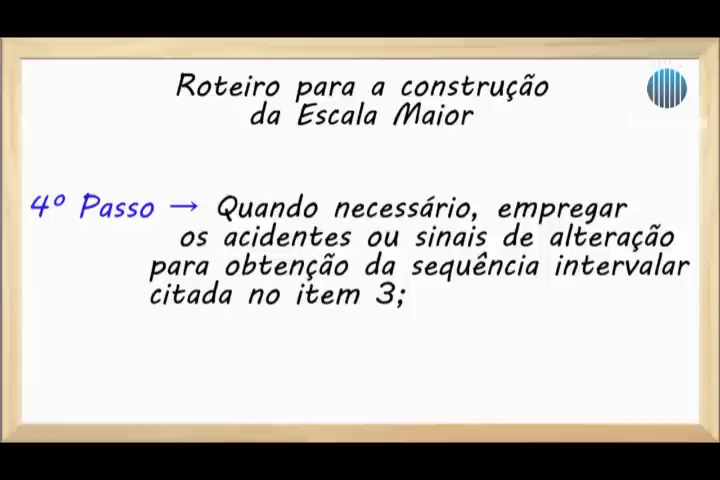 Roteiro para a construção
da Escala Maior
4º Passo → Quando necessário, empregar
os acidentes ou sinais de alteração
para obtenção da sequência intervalar
citada no item 3;